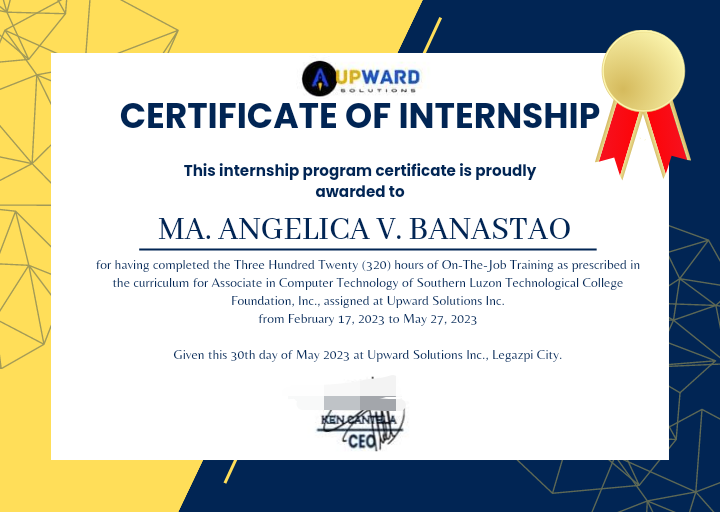 UPWARD
SOLUTIONS
CERTIFICATE OF INTERNSHIP
This internship program certificate is proudly
awarded to
MA. ANGELICA V. BANASTAO
for having completed the Three Hundred Twenty (320) hours of On-The-Job Training as prescribed in
the curriculum for Associate in Computer Technology of Southern Luzon Technological College
Foundation, Inc., assigned at Upward Solutions Inc.
from February 17, 2023 to May 27, 2023
Given this 30th day of May 2023 at Upward Solutions Inc., Legazpi City.
KEN CANTELA
CEO